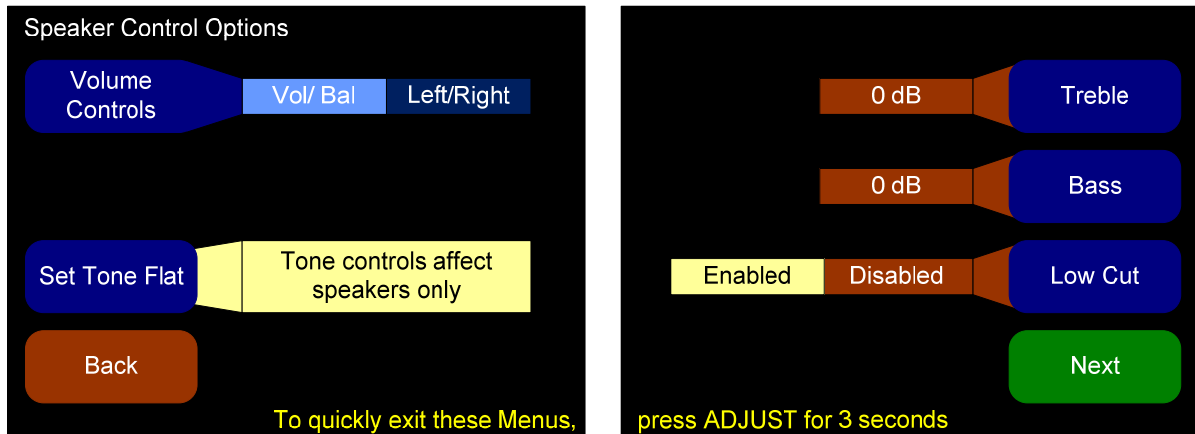 Speaker Control Options
Volume
Controls
Vol/ Bal
Left/Right
Set Tone Flat
Tone controls affect
speakers only
Back
To quickly exit these Menus,
0 dB
Treble
0 dB
Bass
Enabled
Disabled
Low Cut
Next
press ADJUST for 3 seconds